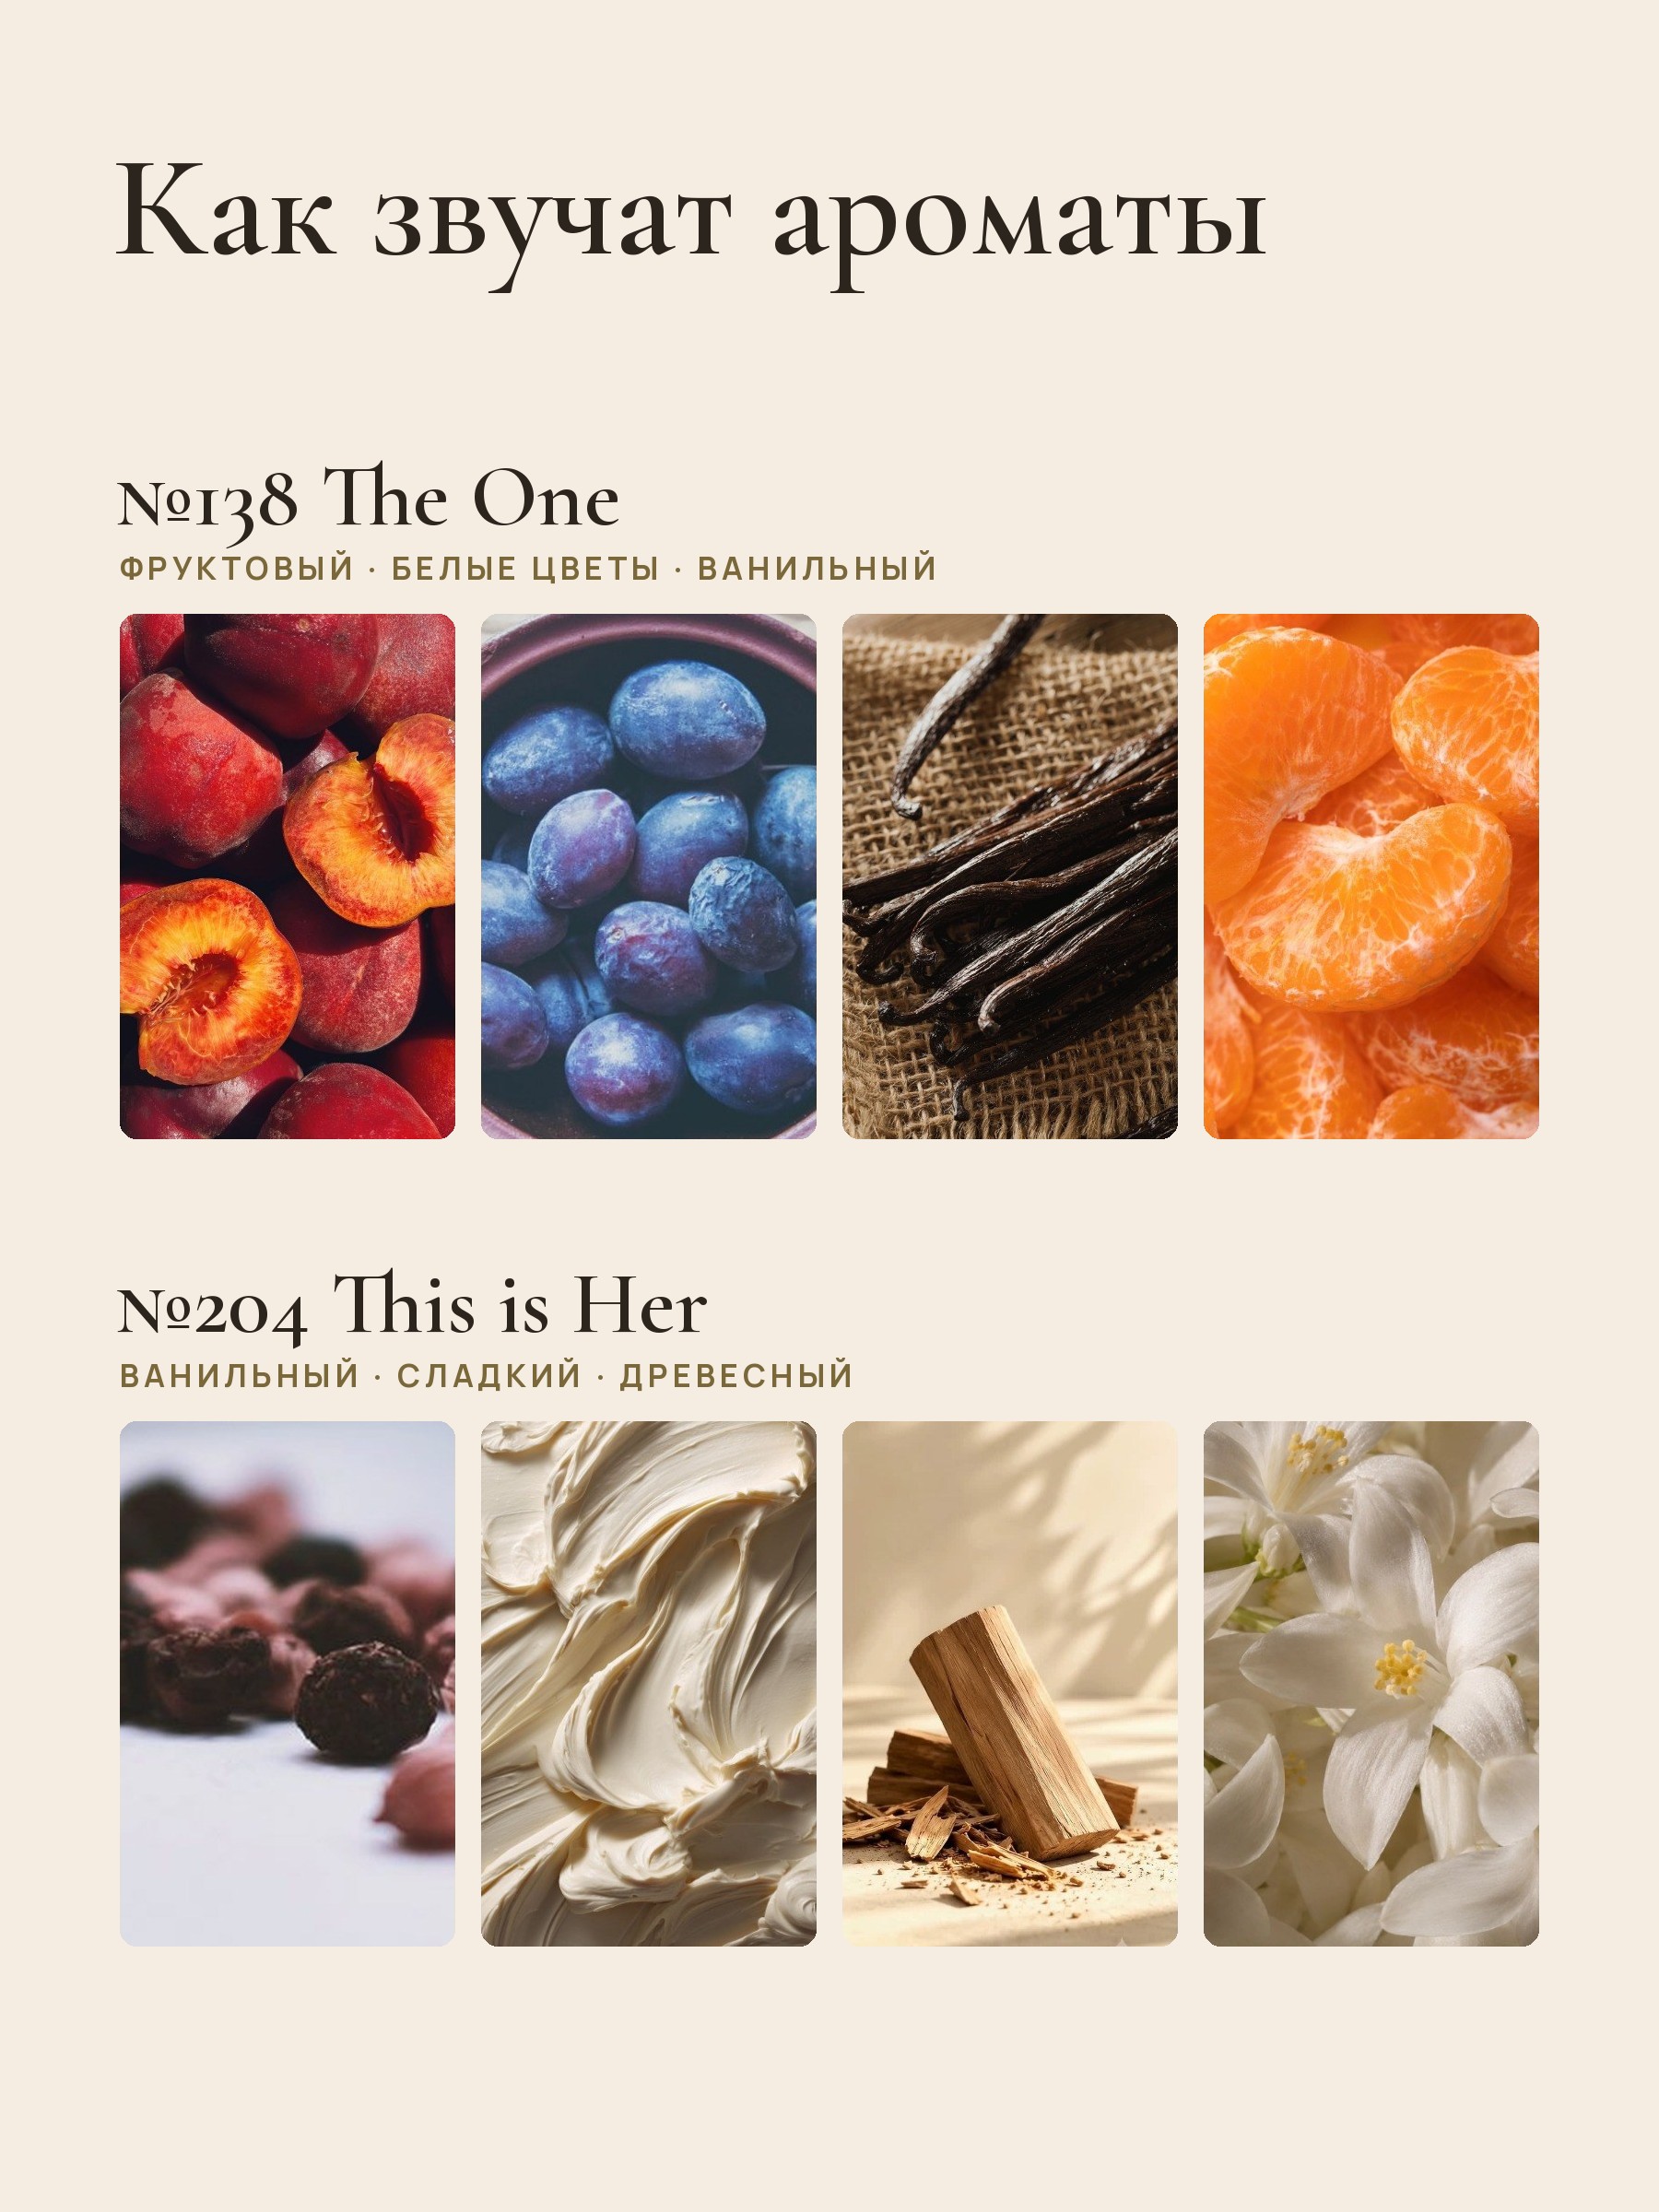 Как звучат ароматы
№138 The One
ФРУКТОВЫЙ · БЕЛЫЕ ЦВЕТЫ · ВАНИЛЬНЫЙ
№204 This is Her
ВАНИЛЬНЫЙ · СЛАДКИЙ · ДРЕВЕСНЫЙ